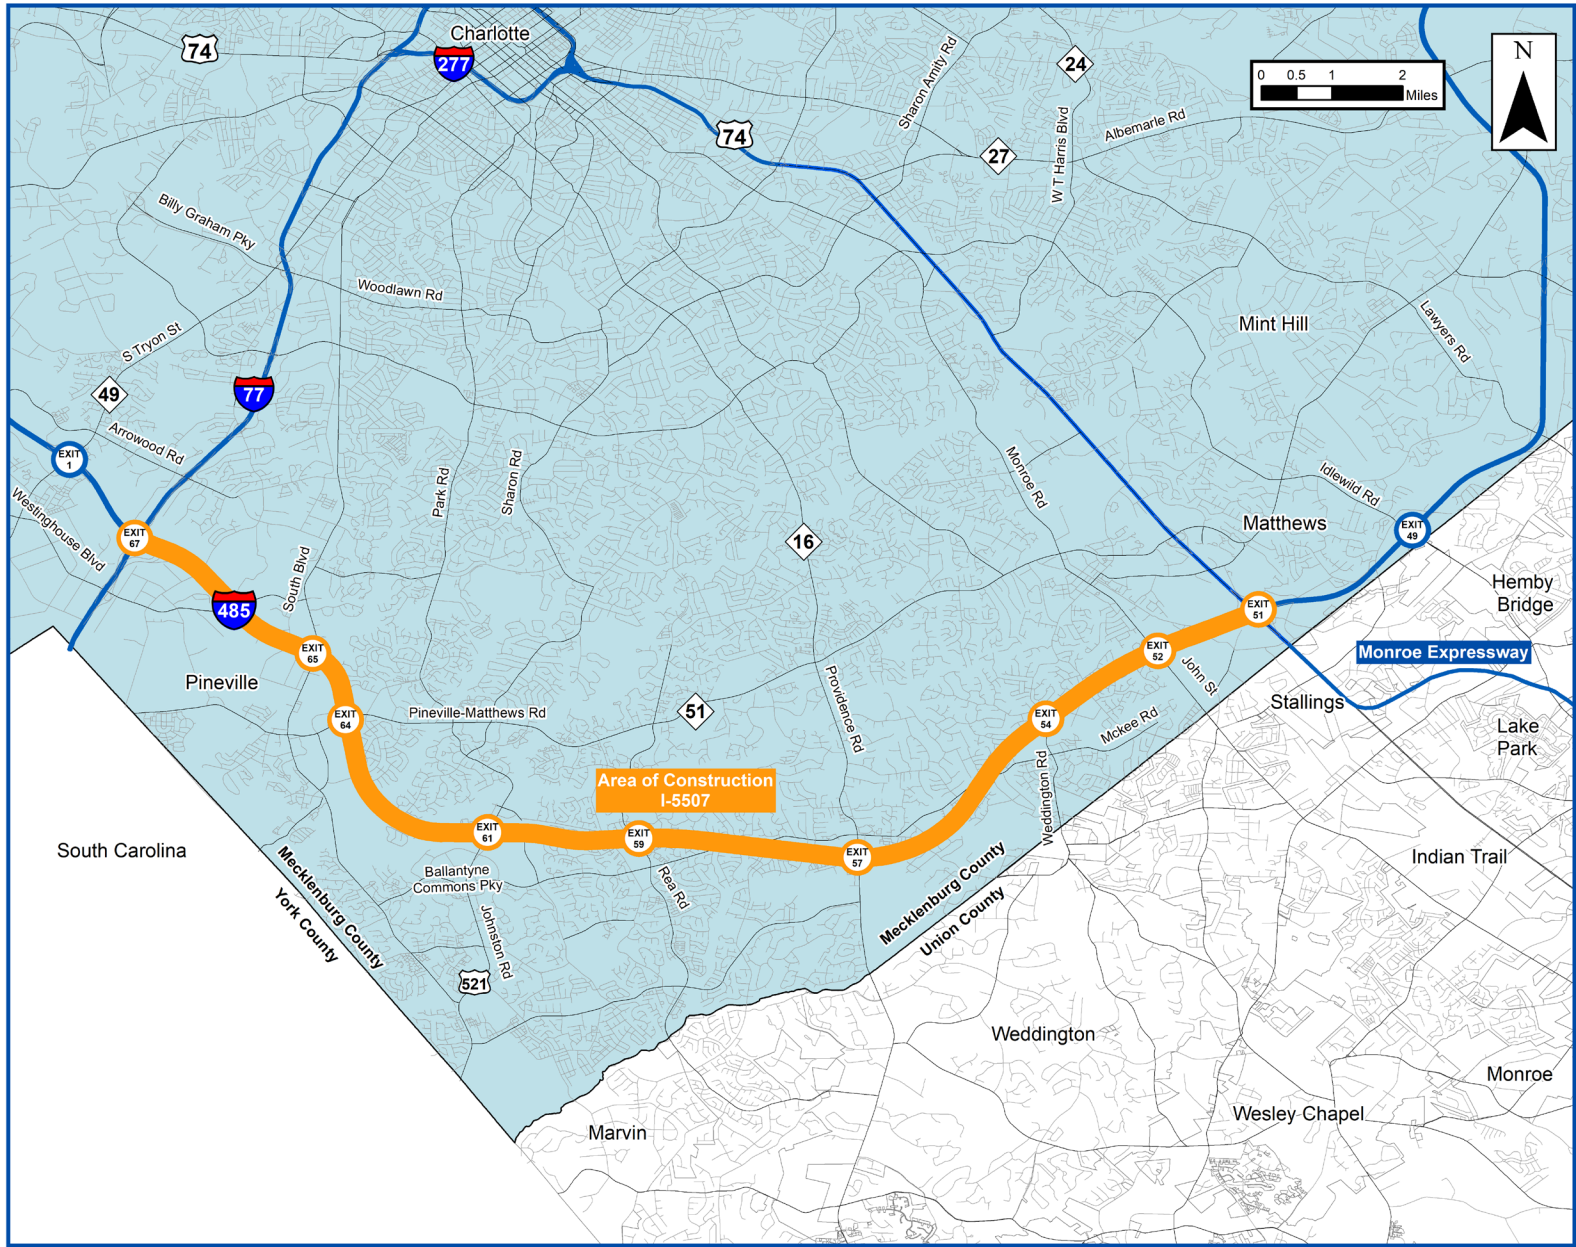 Charlotte
74
277
24
Sharon Amity Rd
0 0.5 1 2
Miles
N
74
27
W T Harris Blvd
Albemarle Rd
Billy Graham Pky
Woodlawn Rd
S Tryon St
Mint Hill
Lawyers Rd
49
77
Arrowood Rd
EXIT
1
Park Rd
Sharon Rd
Monroe Rd
Idlewild Rd
Westinghouse Blvd
EXIT
67
16
Matthews
EXIT
49
South Blvd
485
Hemby
Bridge
EXIT
51
EXIT
65
EXIT
52
Monroe Expressway
Pineville
John St
Stallings
Providence Rd
EXIT
64
Pineville-Matthews Rd
51
EXIT
54
Mckee Rd
Lake
Park
Weddington Rd
Area of Construction
I-5507
EXIT
61
EXIT
59
EXIT
57
South Carolina
Indian Trail
Ballantyne
Commons Pky
Rea Rd
Mecklenburg County
York County
Mecklenburg County
Union County
Johnston Rd
521
Weddington
Monroe
Wesley Chapel
Marvin